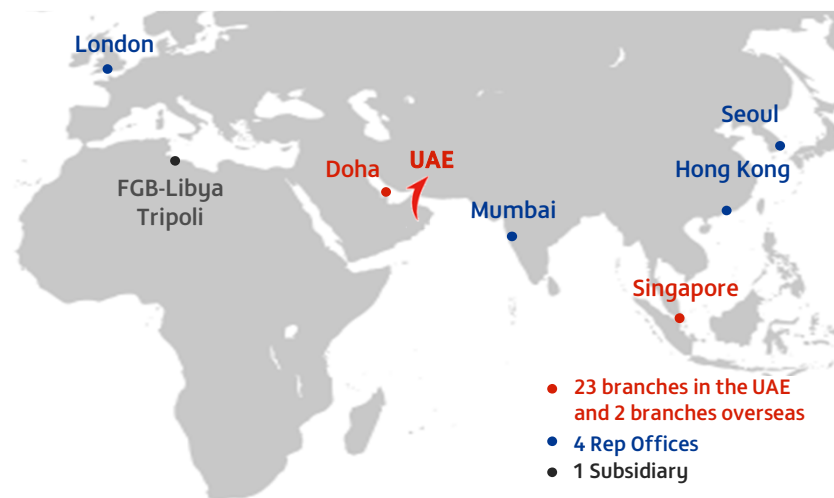 London
Seoul
UAE
Doha
Hong Kong
FGB-Libya
Tripoli
Mumbai
Singapore
23 branches in the UAE
and 2 branches overseas
4 Rep Offices
1 Subsidiary